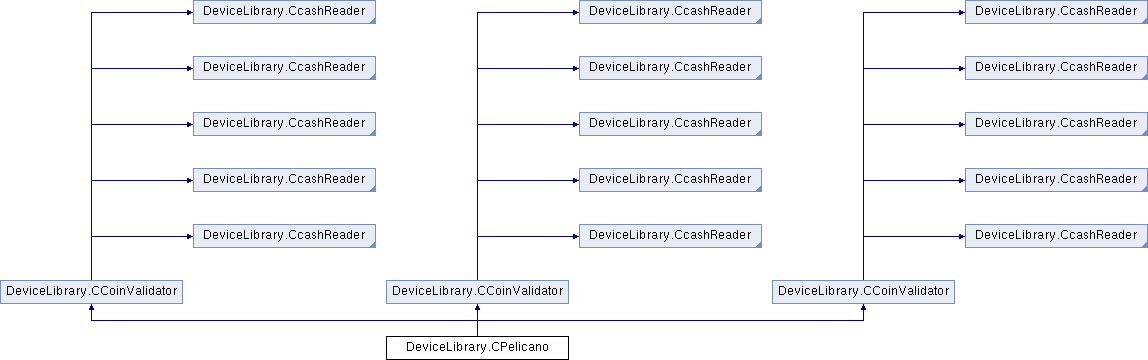 DeviceLibrary.CcashReader DeviceLibrary.CcashReader DeviceLibrary.CcashReader
DeviceLibrary.CcashReader DeviceLibrary.CcashReader DeviceLibrary.CcashReader
DeviceLibrary.CcashReader DeviceLibrary.CcashReader DeviceLibrary.CcashReader
DeviceLibrary.CcashReader DeviceLibrary.CcashReader DeviceLibrary.CcashReader
DeviceLibrary.CcashReader DeviceLibrary.CcashReader DeviceLibrary.CcashReader
DeviceLibrary.CCoinValidator DeviceLibrary.CCoinValidator DeviceLibrary.CCoinValidator
DeviceLibrary.CPelicano